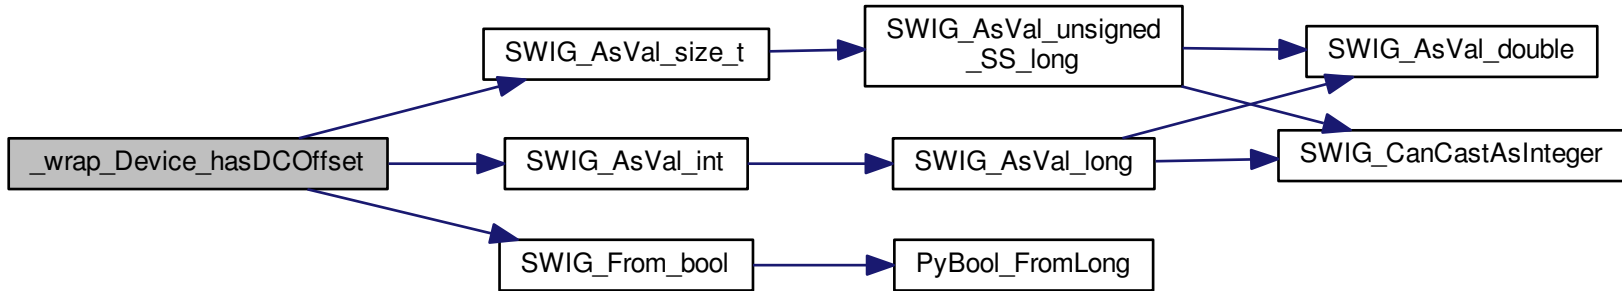 _wrap_Device_hasDCOffset
SWIG_AsVal_size_t
SWIG_AsVal_int
SWIG_From_bool
SWIG_AsVal_unsigned
_SS_long
SWIG_AsVal_long
PyBool_FromLong
SWIG_AsVal_double
SWIG_CanCastAsInteger